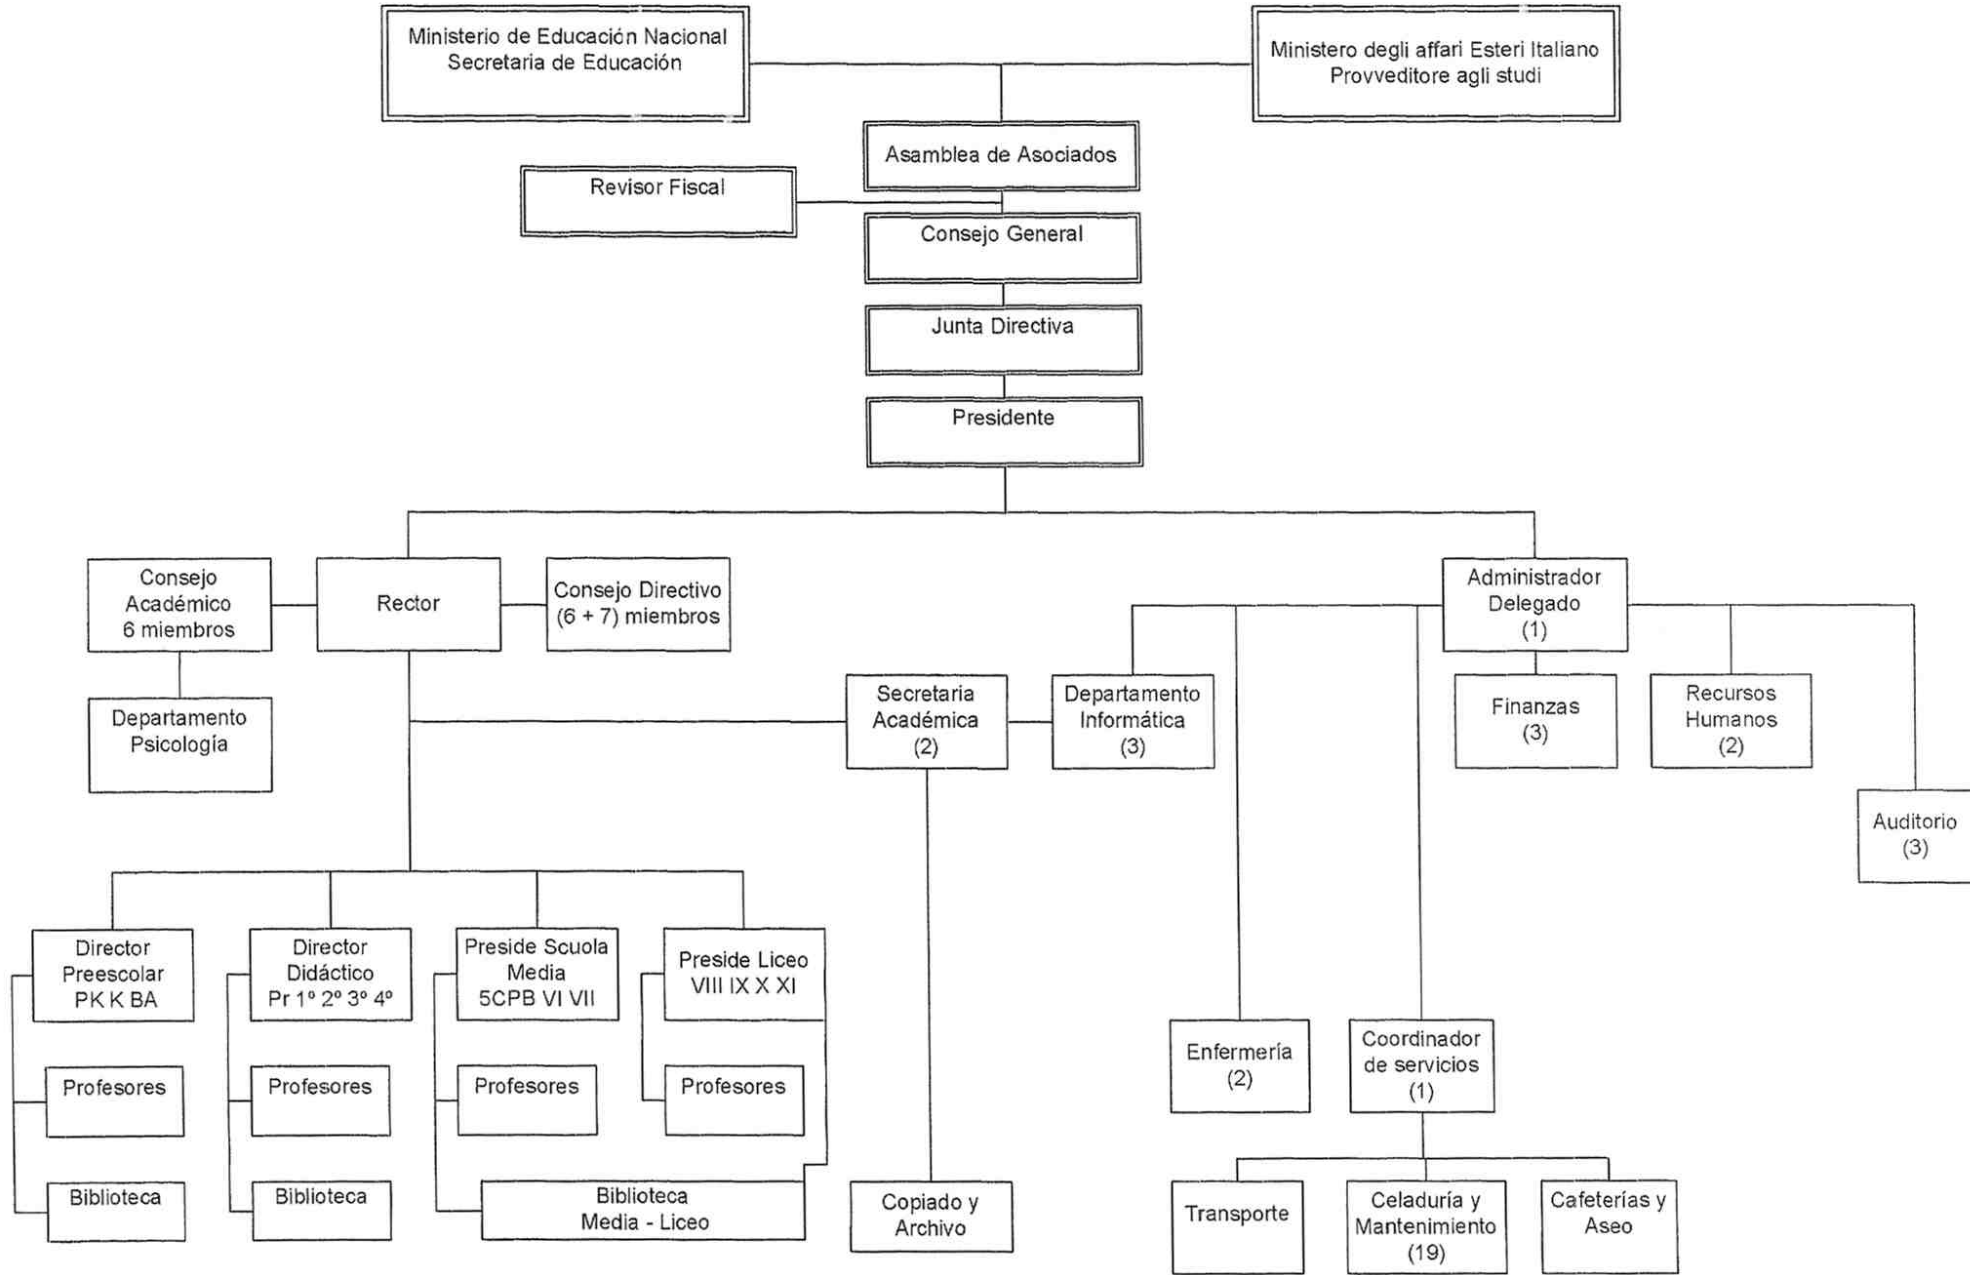 Ministerio de Educación Nacional
Secretaria de Educación
Ministero degli affari Esteri Italiano
Provveditore agli studi
Asamblea de Asociados
Revisor Fiscal
Consejo General
Junta Directiva
Presidente
Consejo
Académico
6 miembros
Rector
Consejo Directivo
(6 + 7) miembros
Administrador
Delegado
(1)
Departamento
Psicología
Secretaria
Académica
(2)
Departamento
Informática
(3)
Finanzas
(3)
Recursos
Humanos
(2)
Auditorio
(3)
Director
Preescolar
PK K BA
Director
Didáctico
Pr 1º 2º 3º 4º
Preside Scuola
Media
5CPB VI VII
Preside Liceo
VIII IX X XI
Enfermería
(2)
Coordinador
de servicios
(1)
Profesores
Profesores
Profesores
Profesores
Biblioteca
Biblioteca
Biblioteca
Media - Liceo
Copiado y
Archivo
Transporte
Celaduría y
Mantenimiento
(19)
Cafeterías y
Aseo